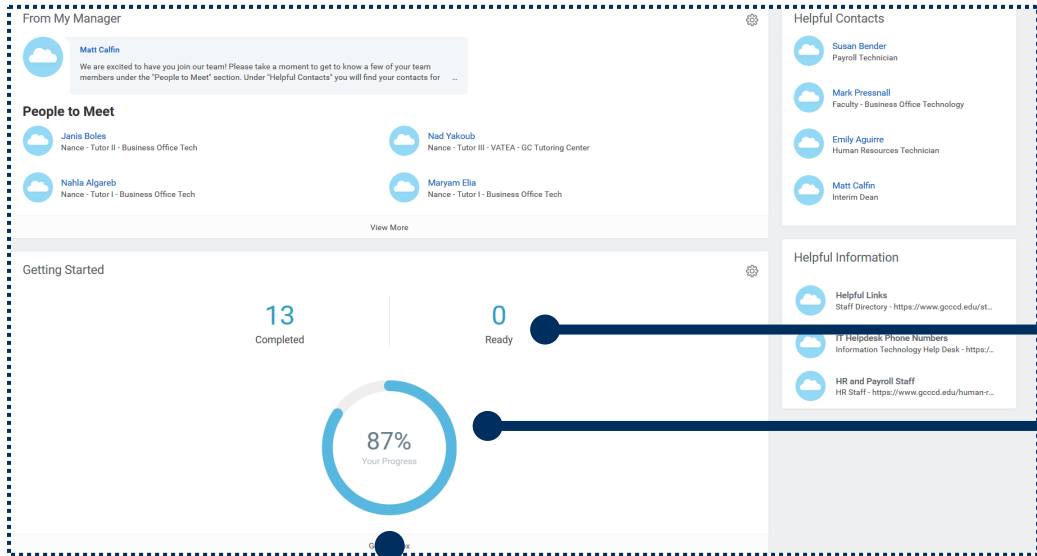 From My Manager
Matt Calfin
We are excited to have you join our team! Please take a moment to get to know a few of your team
members under the "People to Meet" section. Under "Helpful Contacts" you will find your contacts for ...
People to Meet
Janis Boles
Nance - Tutor II - Business Office Tech
Nad Yakoub
Nance - Tutor III - VATEA - GC Tutoring Center
Nahla Algareb
Nance - Tutor I - Business Office Tech
Maryam Elia
Nance - Tutor I - Business Office Tech
View More
Getting Started
13
Completed
0
Ready
87%
Your Progress
Helpful Contacts
Susan Bender
Payroll Technician
Mark Pressnall
Faculty - Business Office Technology
Emily Aguirre
Human Resources Technician
Matt Calfin
Interim Dean
Helpful Information
Helpful Links
Staff Directory - https://www.gcccd.edu/st...
IT Helpdesk Phone Numbers
Information Technology Help Desk - https:/...
HR and Payroll Staff
HR Staff - https://www.gcccd.edu/human-r...